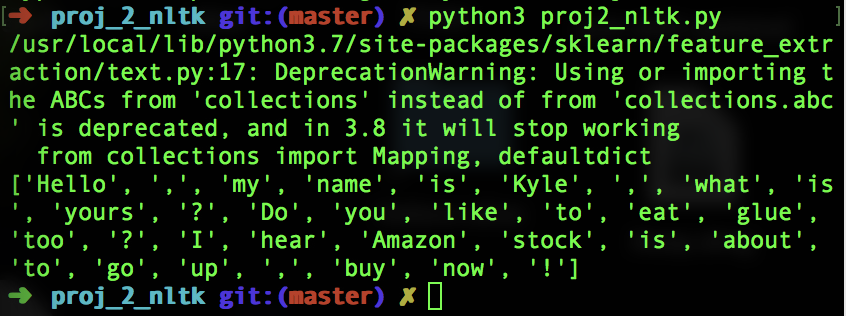 [➜ proj_2_nltk git:(master) ✗ python3 proj2_nltk.py ]
/usr/local/lib/python3.7/site-packages/sklearn/feature_extr
action/text.py:17: DeprecationWarning: Using or importing t
he ABCs from 'collections' instead of from 'collections.abc
' is deprecated, and in 3.8 it will stop working
  from collections import Mapping, defaultdict
['Hello', ',', 'my', 'name', 'is', 'Kyle', ',', 'what', 'is
', 'yours', '?', 'Do', 'you', 'like', 'to', 'eat', 'glue',
'too', '?', 'I', 'hear', 'Amazon', 'stock', 'is', 'about',
'to', 'go', 'up', ',', 'buy', 'now', '!']
➜ proj_2_nltk git:(master) ✗